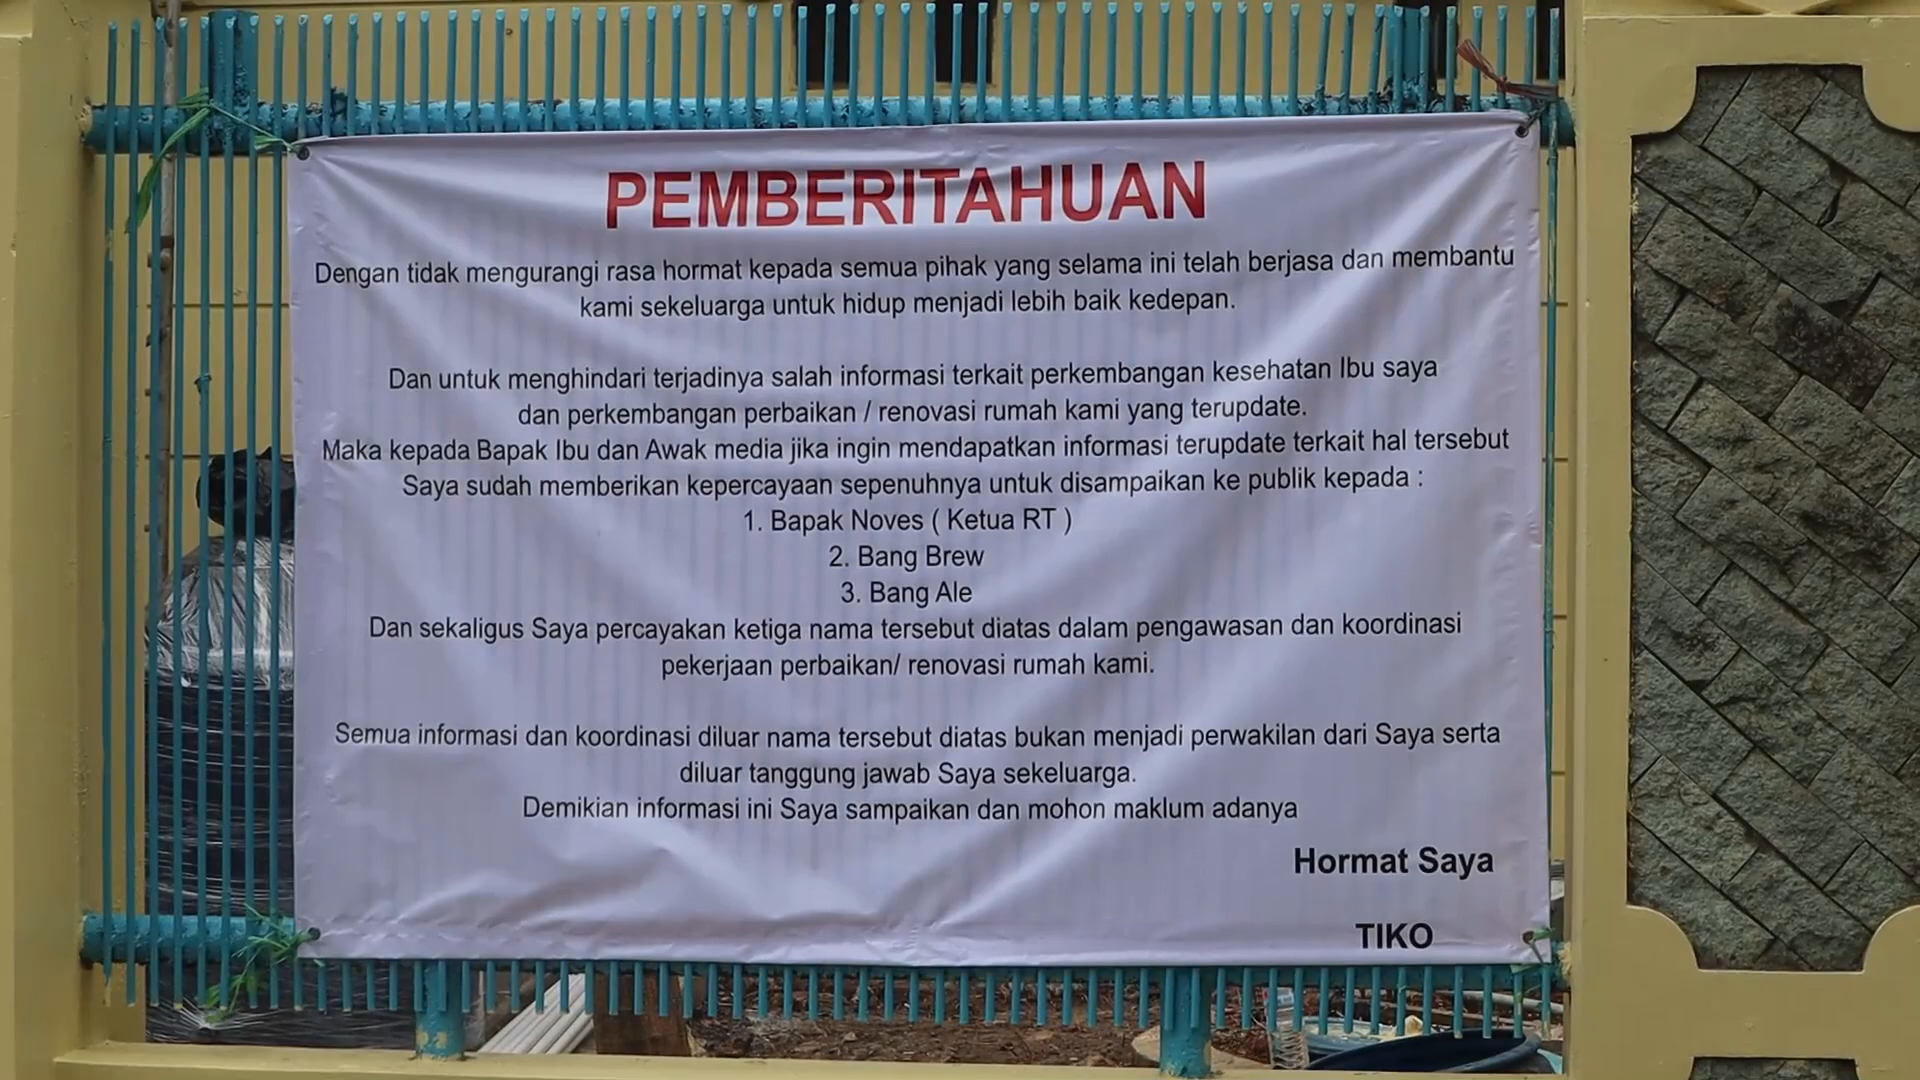 PEMBERITAHUAN
Dengan tidak mengurangi rasa hormat kepada semua pihak yang selama ini telah berjasa dan membantu
kami sekeluarga untuk hidup menjadi lebih baik kedepan.
Dan untuk menghindari terjadinya salah informasi terkait perkembangan kesehatan Ibu saya
dan perkembangan perbaikan / renovasi rumah kami yang terupdate.
Maka kepada Bapak Ibu dan Awak media jika ingin mendapatkan informasi terupdate terkait hal tersebut
Saya sudah memberikan kepercayaan sepenuhnya untuk disampaikan ke publik kepada :
1. Bapak Noves ( Ketua RT )
2. Bang Brew
3. Bang Ale
Dan sekaligus Saya percayakan ketiga nama tersebut diatas dalam pengawasan dan koordinasi
pekerjaan perbaikan/ renovasi rumah kami.
Semua informasi dan koordinasi diluar nama tersebut diatas bukan menjadi perwakilan dari Saya serta
diluar tanggung jawab Saya sekeluarga.
Demikian informasi ini Saya sampaikan dan mohon maklum adanya
Hormat Saya
TIKO